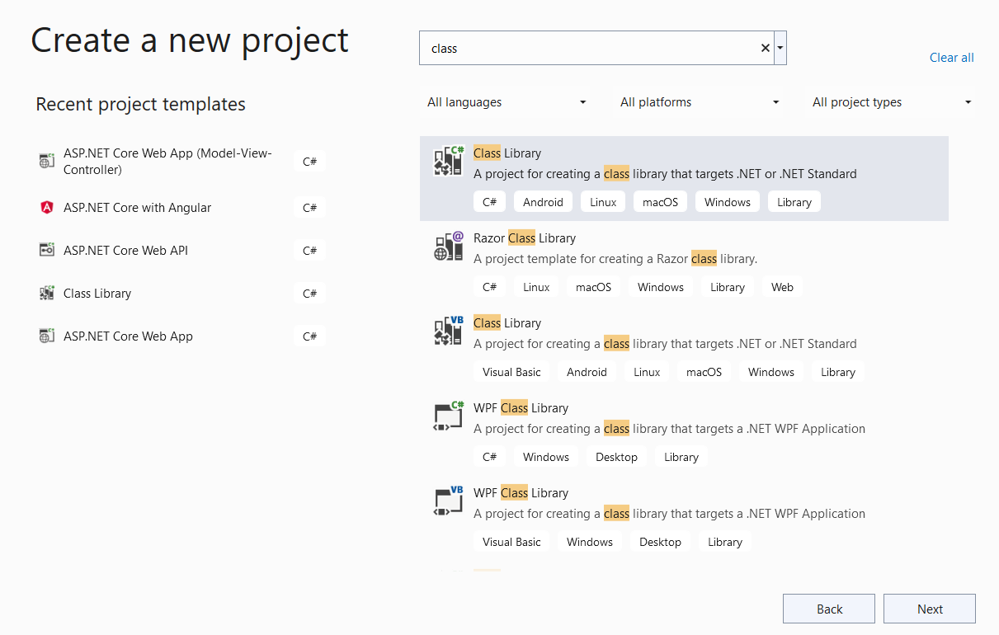 Create a new project
class
Clear all
All languages
All platforms
All project types
Recent project templates
ASP.NET Core Web App (Model-View-
Controller)
C#
ASP.NET Core with Angular
C#
ASP.NET Core Web API
C#
Class Library
C#
ASP.NET Core Web App
C#
C#
Class Library
A project for creating a class library that targets .NET or .NET Standard
C# Android Linux macOS Windows Library
@
Razor Class Library
A project template for creating a Razor class library.
C# Linux macOS Windows Library Web
VB
Class Library
A project for creating a class library that targets .NET or .NET Standard
Visual Basic Android Linux macOS Windows Library
C#
WPF Class Library
A project for creating a class library that targets a .NET WPF Application
C# Windows Desktop Library
VB
WPF Class Library
A project for creating a class library that targets a .NET WPF Application
Visual Basic Windows Desktop Library
Back
Next